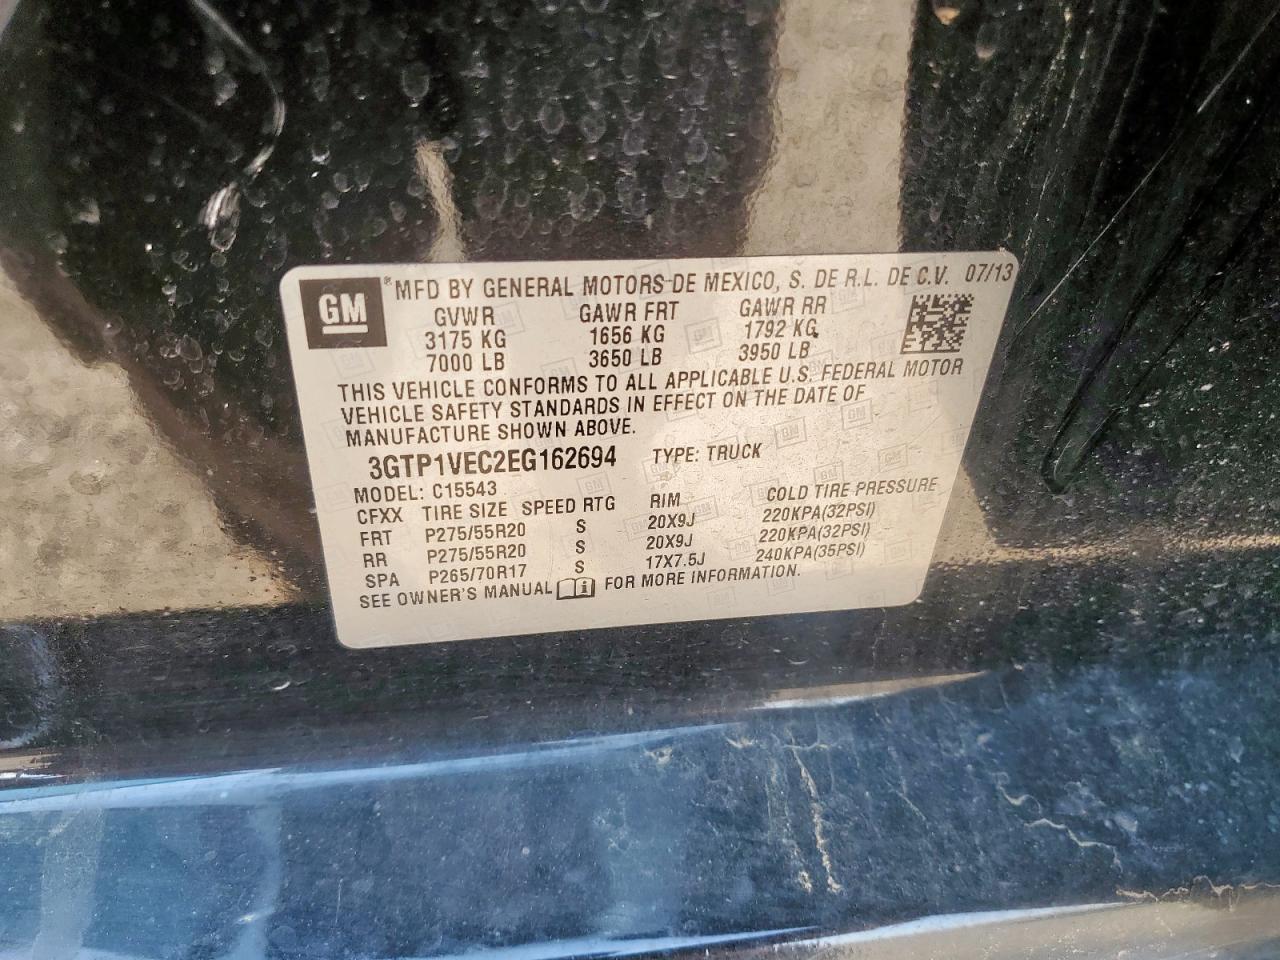 GM ® MFD BY GENERAL MOTORS DE MEXICO, S. DE R.L. DE C.V. 07/13
GVWR GAWR FRT GAWR RR
3175 KG 1656 KG 1792 KG
7000 LB 3650 LB 3950 LB
THIS VEHICLE CONFORMS TO ALL APPLICABLE U.S. FEDERAL MOTOR
VEHICLE SAFETY STANDARDS IN EFFECT ON THE DATE OF
MANUFACTURE SHOWN ABOVE.
3GTP1VEC2EG162694 TYPE: TRUCK
MODEL: C15543
CFXX TIRE SIZE SPEED RTG RIM COLD TIRE PRESSURE
FRT P275/55R20 S 20X9J 220KPA(32PSI)
RR P275/55R20 S 20X9J 220KPA(32PSI)
SPA P265/70R17 S 17X7.5J 240KPA(35PSI)
SEE OWNER'S MANUAL FOR MORE INFORMATION.